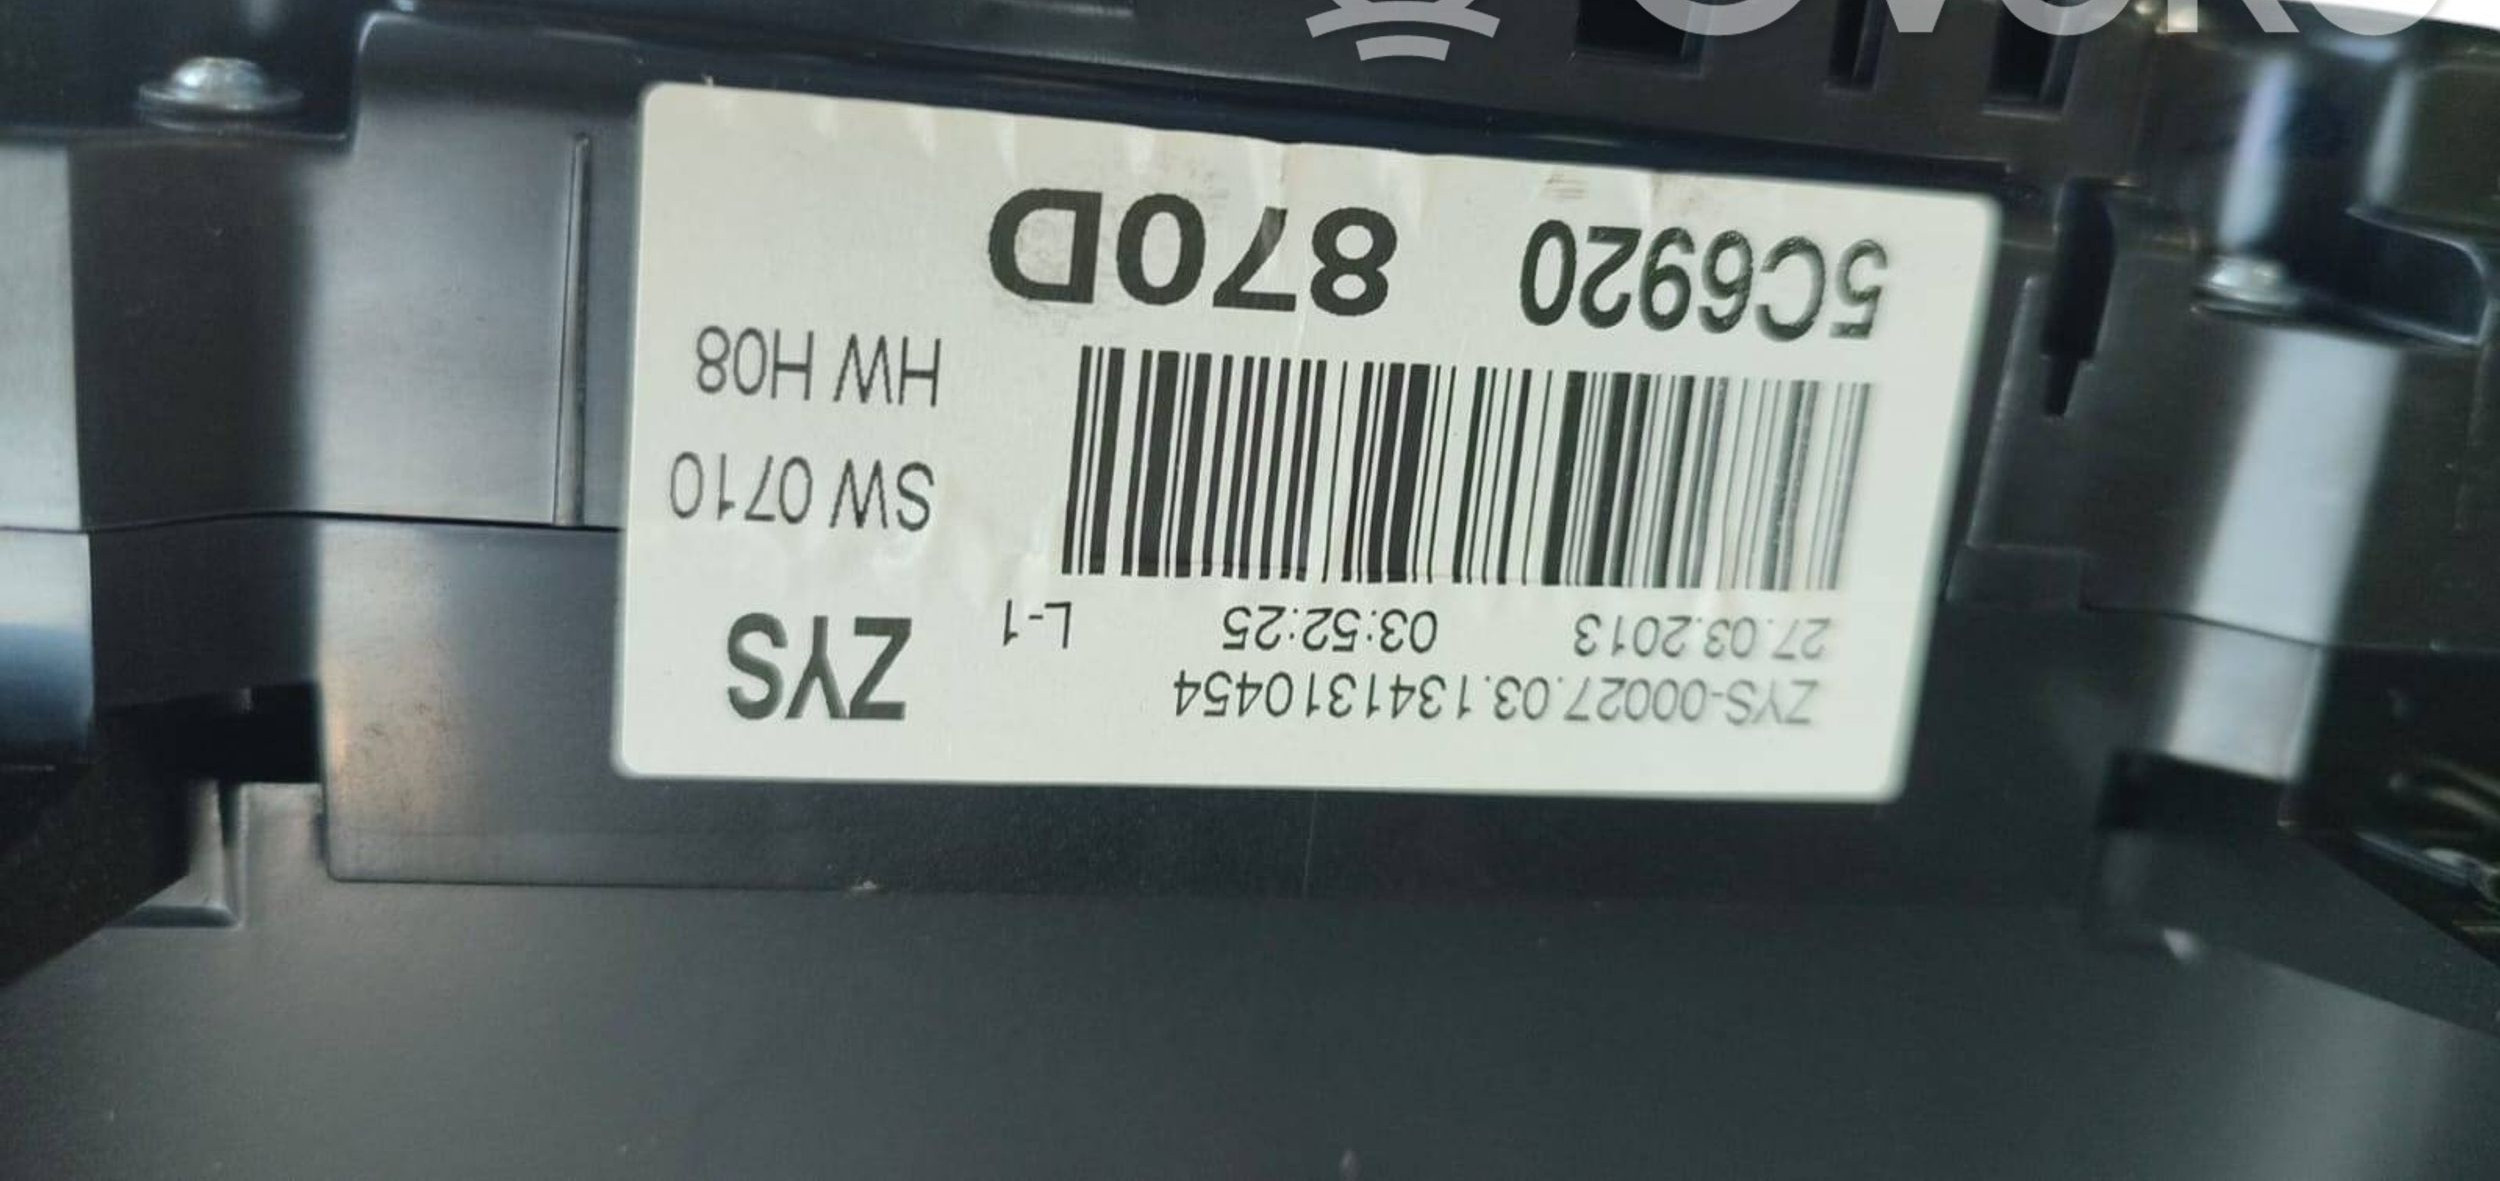 ZYS-00027.03.1341310454
27.03.2013 03:52:25 L-1
ZYS
SW 0710
HW H08
5C6920 870D